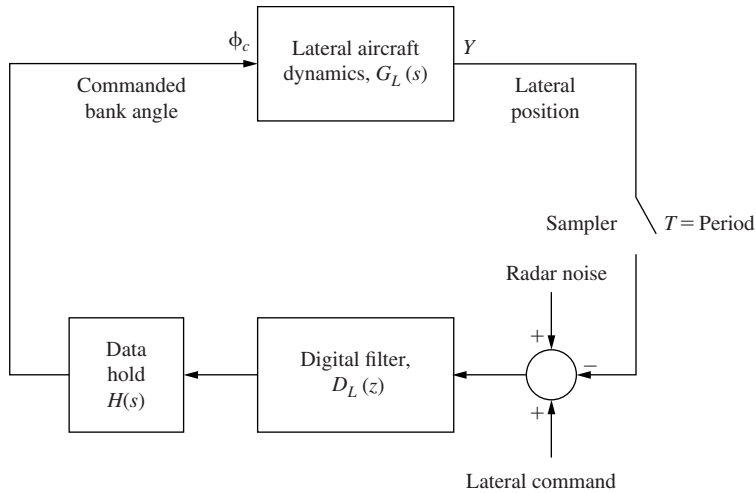 ϕc
Lateral aircraft
dynamics, GL(s)
Y
Commanded
bank angle
Lateral
position
Sampler
T = Period
Radar noise
+
−
+
Data
hold
H(s)
Digital filter,
DL(z)
Lateral command